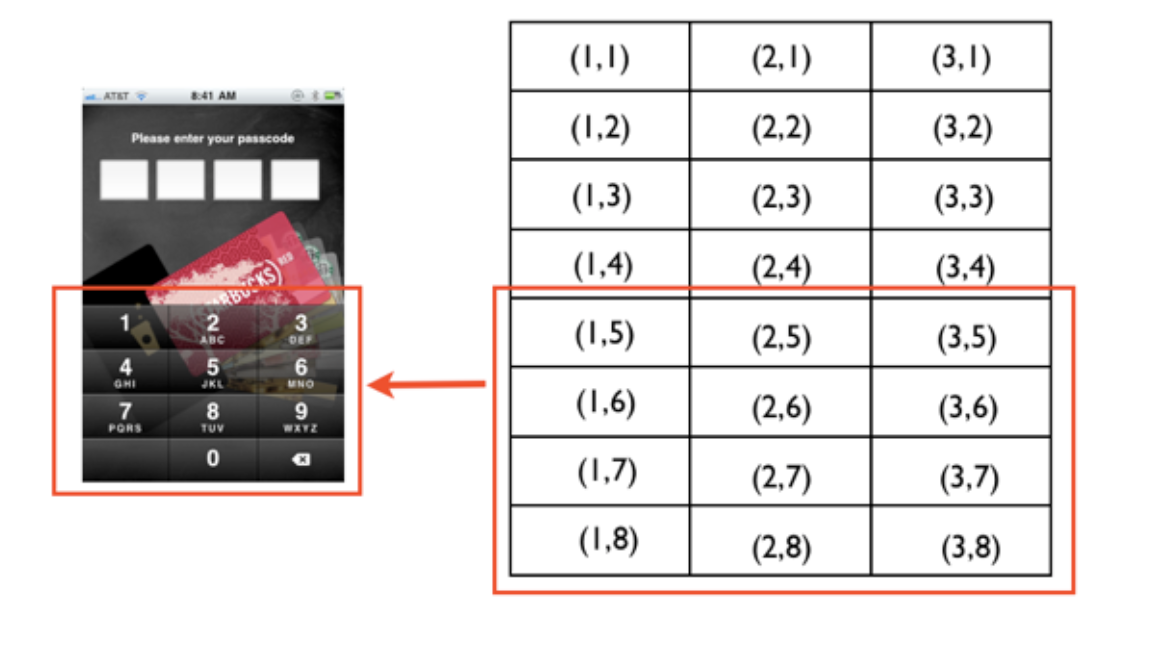 AT&T 8:41 AM
Please enter your passcode
RED
ARBUCKS)
1 2 3
ABC DEF
4 5 6
GHI JKL MNO
7 8 9
PQRS TUV WXYZ
0
(1,1) (2,1) (3,1)
(1,2) (2,2) (3,2)
(1,3) (2,3) (3,3)
(1,4) (2,4) (3,4)
(1,5) (2,5) (3,5)
(1,6) (2,6) (3,6)
(1,7) (2,7) (3,7)
(1,8) (2,8) (3,8)